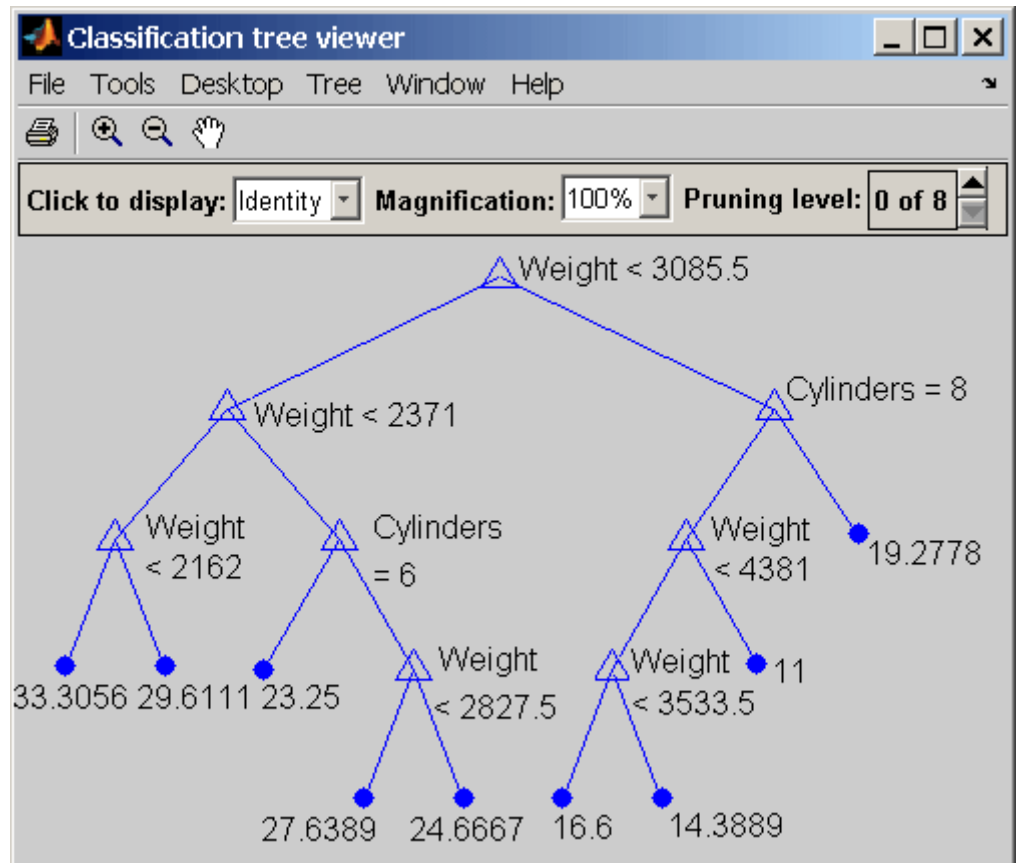 Classification tree viewer
File Tools Desktop Tree Window Help
Click to display: Identity Magnification: 100% Pruning level: 0 of 8
Weight < 3085.5
Cylinders = 8
Weight < 2371
Weight
< 2162
Cylinders
= 6
Weight
< 4381
19.2778
33.3056
29.6111
23.25
Weight
< 2827.5
Weight
< 3533.5
11
27.6389
24.6667
16.6
14.3889